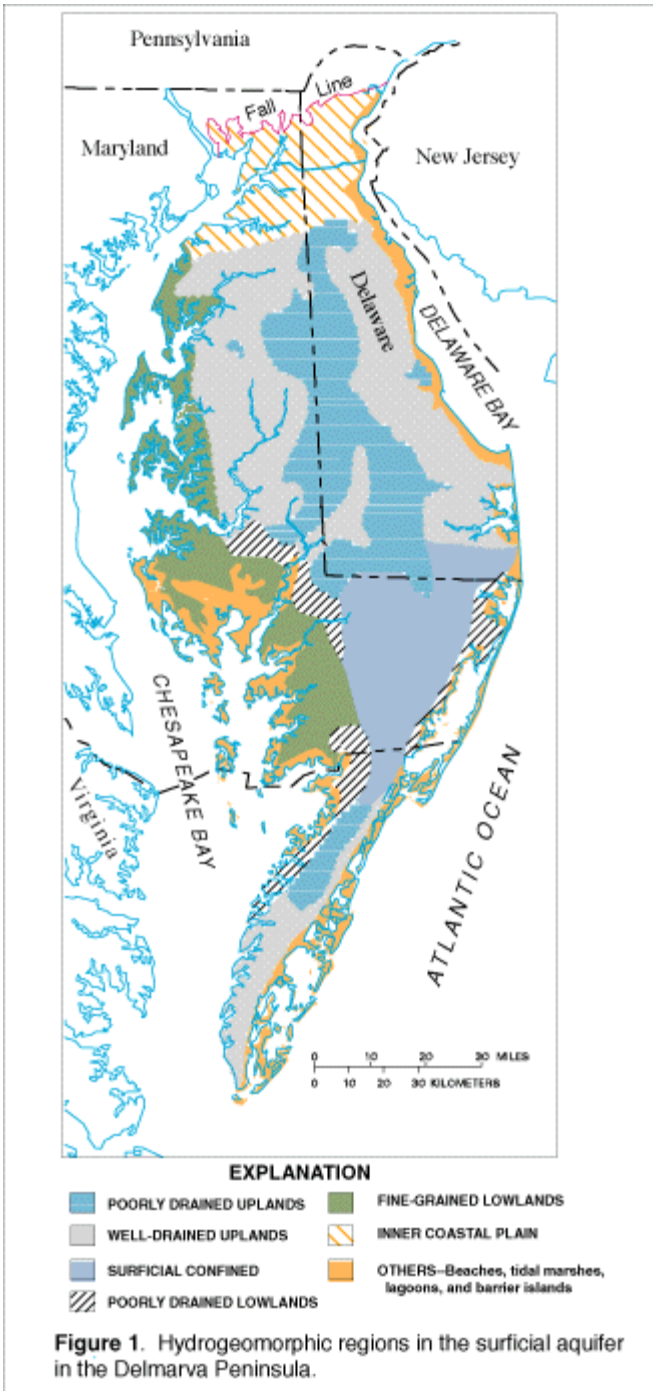 Pennsylvania
Fall Line
Maryland
New Jersey
Delaware
DELAWARE BAY
CHESAPEAKE BAY
Virginia
ATLANTIC OCEAN
0 10 20 30 MILES
0 10 20 30 KILOMETERS
EXPLANATION
POORLY DRAINED UPLANDS
WELL-DRAINED UPLANDS
SURFICIAL CONFINED
POORLY DRAINED LOWLANDS
FINE-GRAINED LOWLANDS
INNER COASTAL PLAIN
OTHERS--Beaches, tidal marshes,
lagoons, and barrier islands
Figure 1. Hydrogeomorphic regions in the surficial aquifer
in the Delmarva Peninsula.